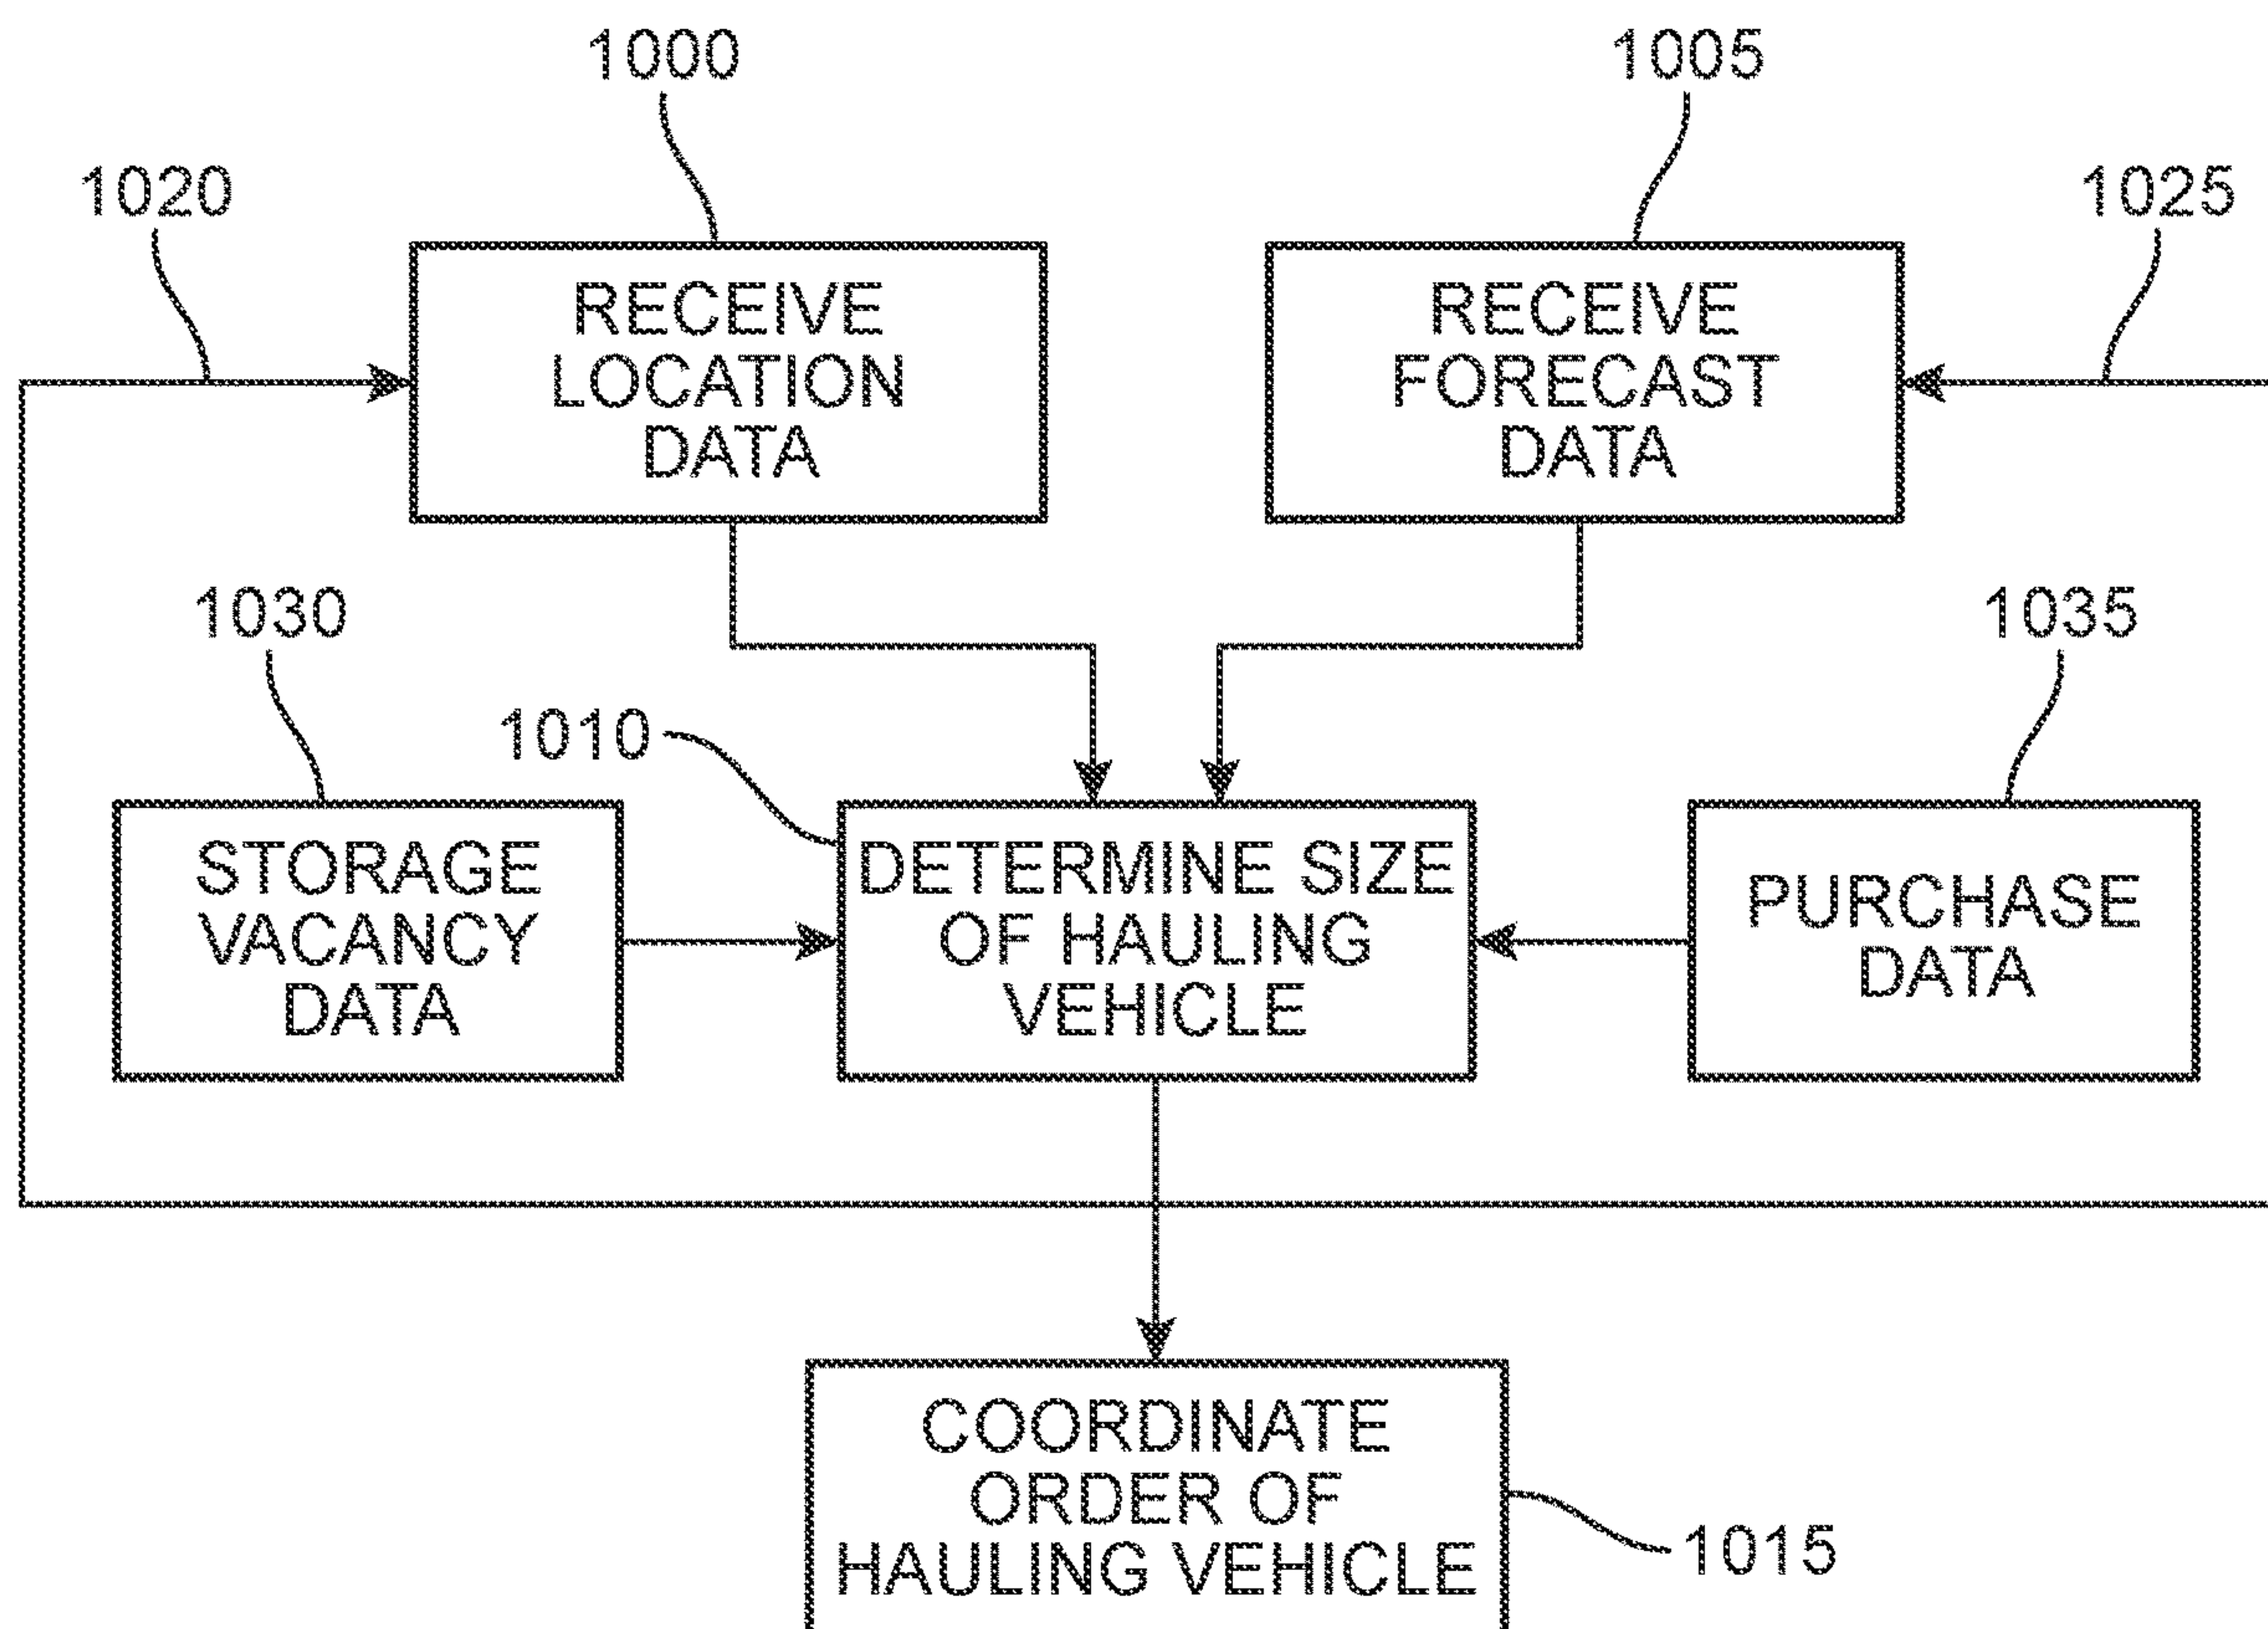 1000
1005
1020
1025
RECEIVE
LOCATION
DATA
RECEIVE
FORECAST
DATA
1030
1035
1010
STORAGE
VACANCY
DATA
DETERMINE SIZE
OF HAULING
VEHICLE
PURCHASE
DATA
COORDINATE
ORDER OF
HAULING VEHICLE
1015